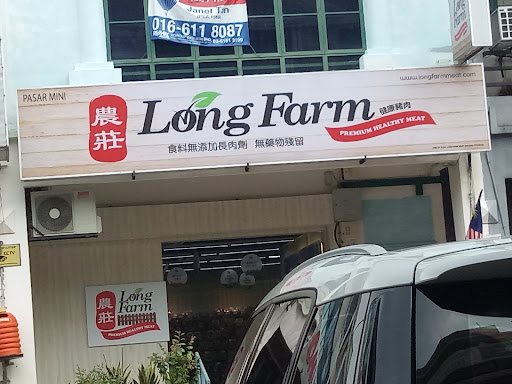 Janet Tan
016-611 8087
PASAR MINI
www.longfarmmeat.com
農莊
Long Farm
健康豬肉
PREMIUM HEALTHY MEAT
食料無添加長肉劑 無藥物殘留
農莊
Long
Farm
PREMIUM HEALTHY MEAT
CCTV